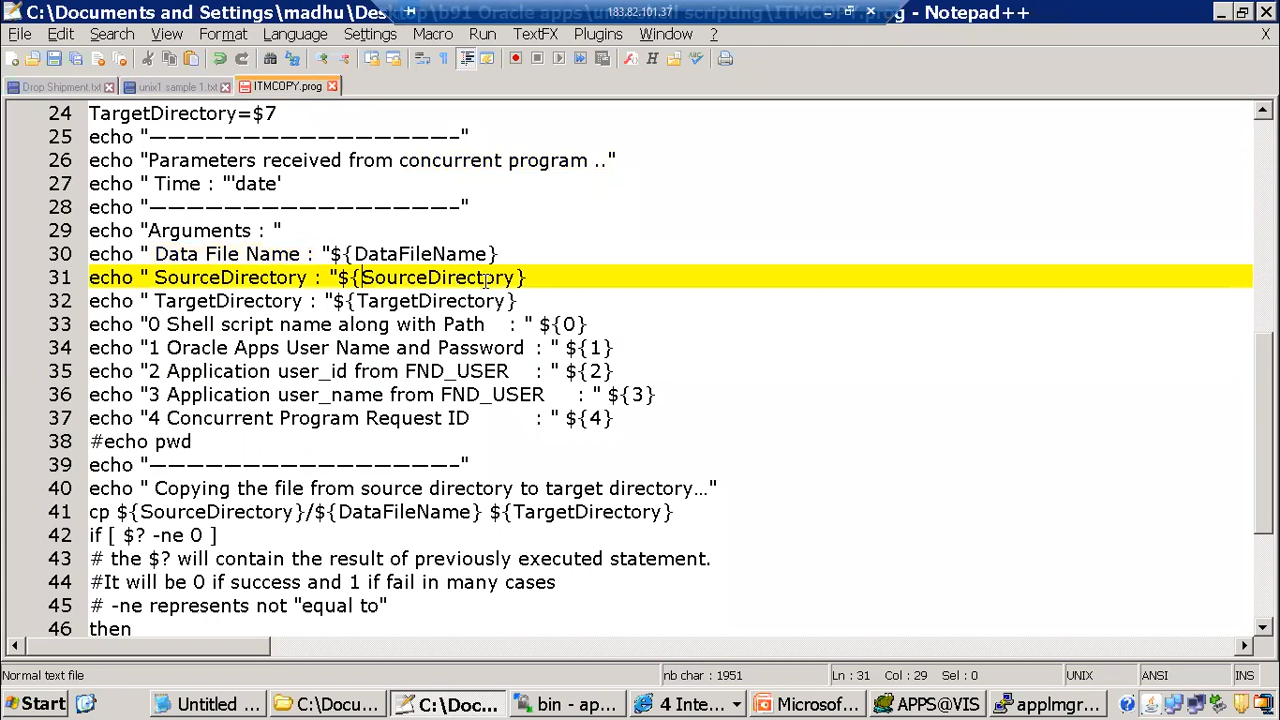 C:\Documents and Settings\madhu\Des
183.82.101.37
og - Notepad++
File Edit Search View Format Language Settings Macro Run TextFX Plugins Window ?
X
Drop Shipment.txt unix1 sample 1.txt ITMCOPY.prog
24 TargetDirectory=$7
25 echo "—————————————————–"
26 echo "Parameters received from concurrent program .."
27 echo " Time : "'date'
28 echo "—————————————————–"
29 echo "Arguments : "
30 echo " Data File Name : "${DataFileName}
31 echo " SourceDirectory : "${SourceDirectory}
32 echo " TargetDirectory : "${TargetDirectory}
33 echo "0 Shell script name along with Path : " ${0}
34 echo "1 Oracle Apps User Name and Password : " ${1}
35 echo "2 Application user_id from FND_USER : " ${2}
36 echo "3 Application user_name from FND_USER : " ${3}
37 echo "4 Concurrent Program Request ID : " ${4}
38 #echo pwd
39 echo "—————————————————–"
40 echo " Copying the file from source directory to target directory…"
41 cp ${SourceDirectory}/${DataFileName} ${TargetDirectory}
42 if [ $? -ne 0 ]
43 # the $? will contain the result of previously executed statement.
44 #It will be 0 if success and 1 if fail in many cases
45 # -ne represents not "equal to"
46 then
Normal text file nb char : 1951 Ln : 31 Col : 29 Sel : 0 UNIX ANSI INS
Start Untitled C:\Docu... C:\Doc... bin - ap... 4 Inte... Microsof... APPS@VIS applmgr...